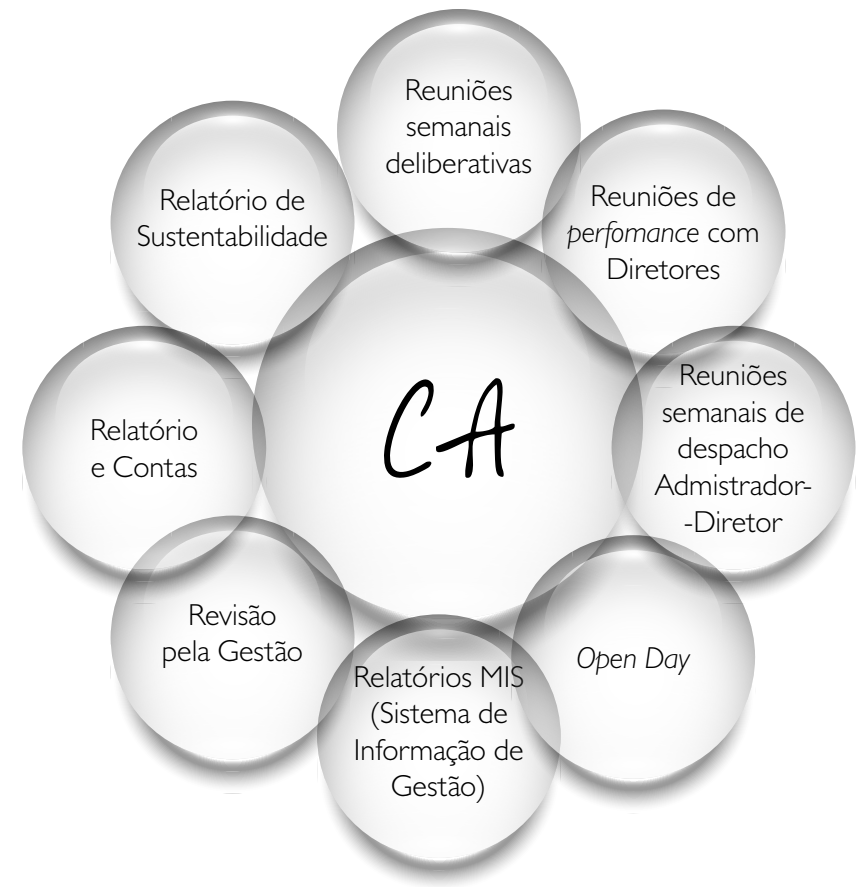 Reuniões
semanais
deliberativas
Reuniões de
perfomance com
Diretores
Reuniões
semanais de
despacho
Admistrador-
-Diretor
Open Day
Relatórios MIS
(Sistema de
Informação de
Gestão)
Revisão
pela Gestão
Relatório
e Contas
Relatório de
Sustentabilidade
CA